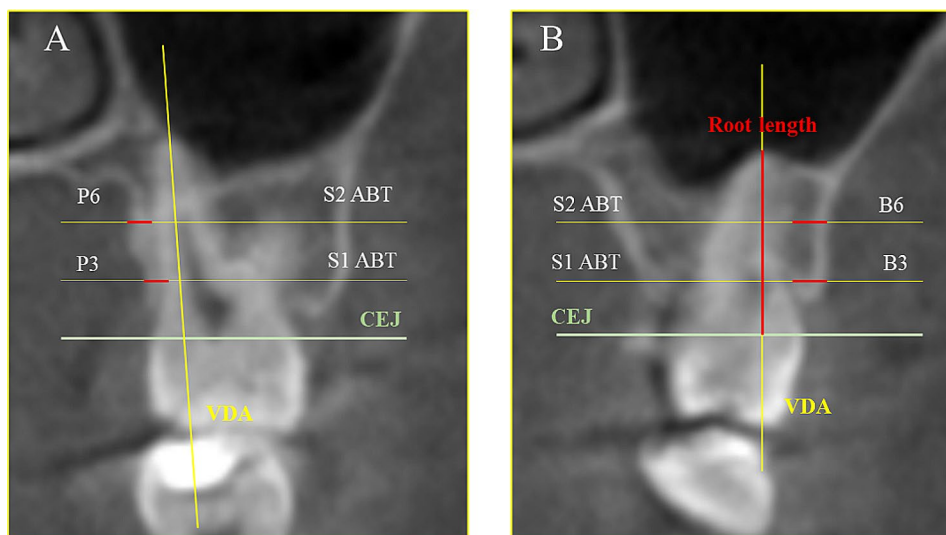 A
P6
S2 ABT
P3
S1 ABT
CEJ
VDA
B
Root length
S2 ABT
B6
S1 ABT
B3
CEJ
VDA